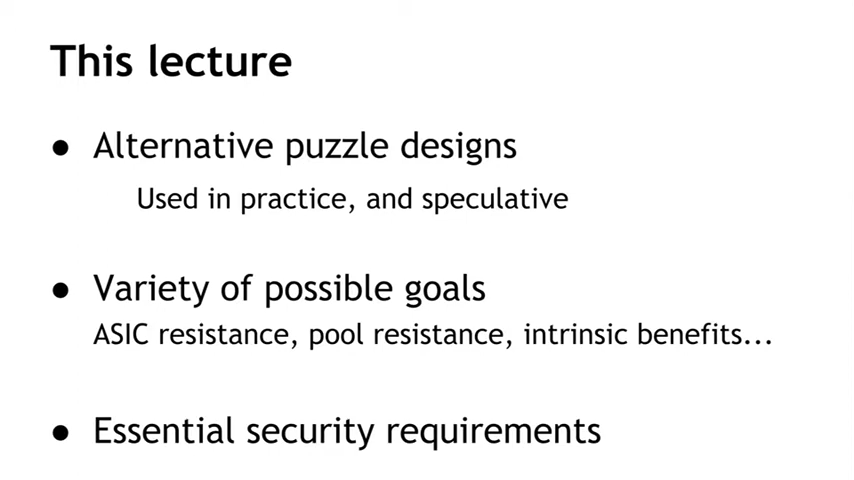 This lecture
● Alternative puzzle designs
Used in practice, and speculative
● Variety of possible goals
ASIC resistance, pool resistance, intrinsic benefits...
● Essential security requirements